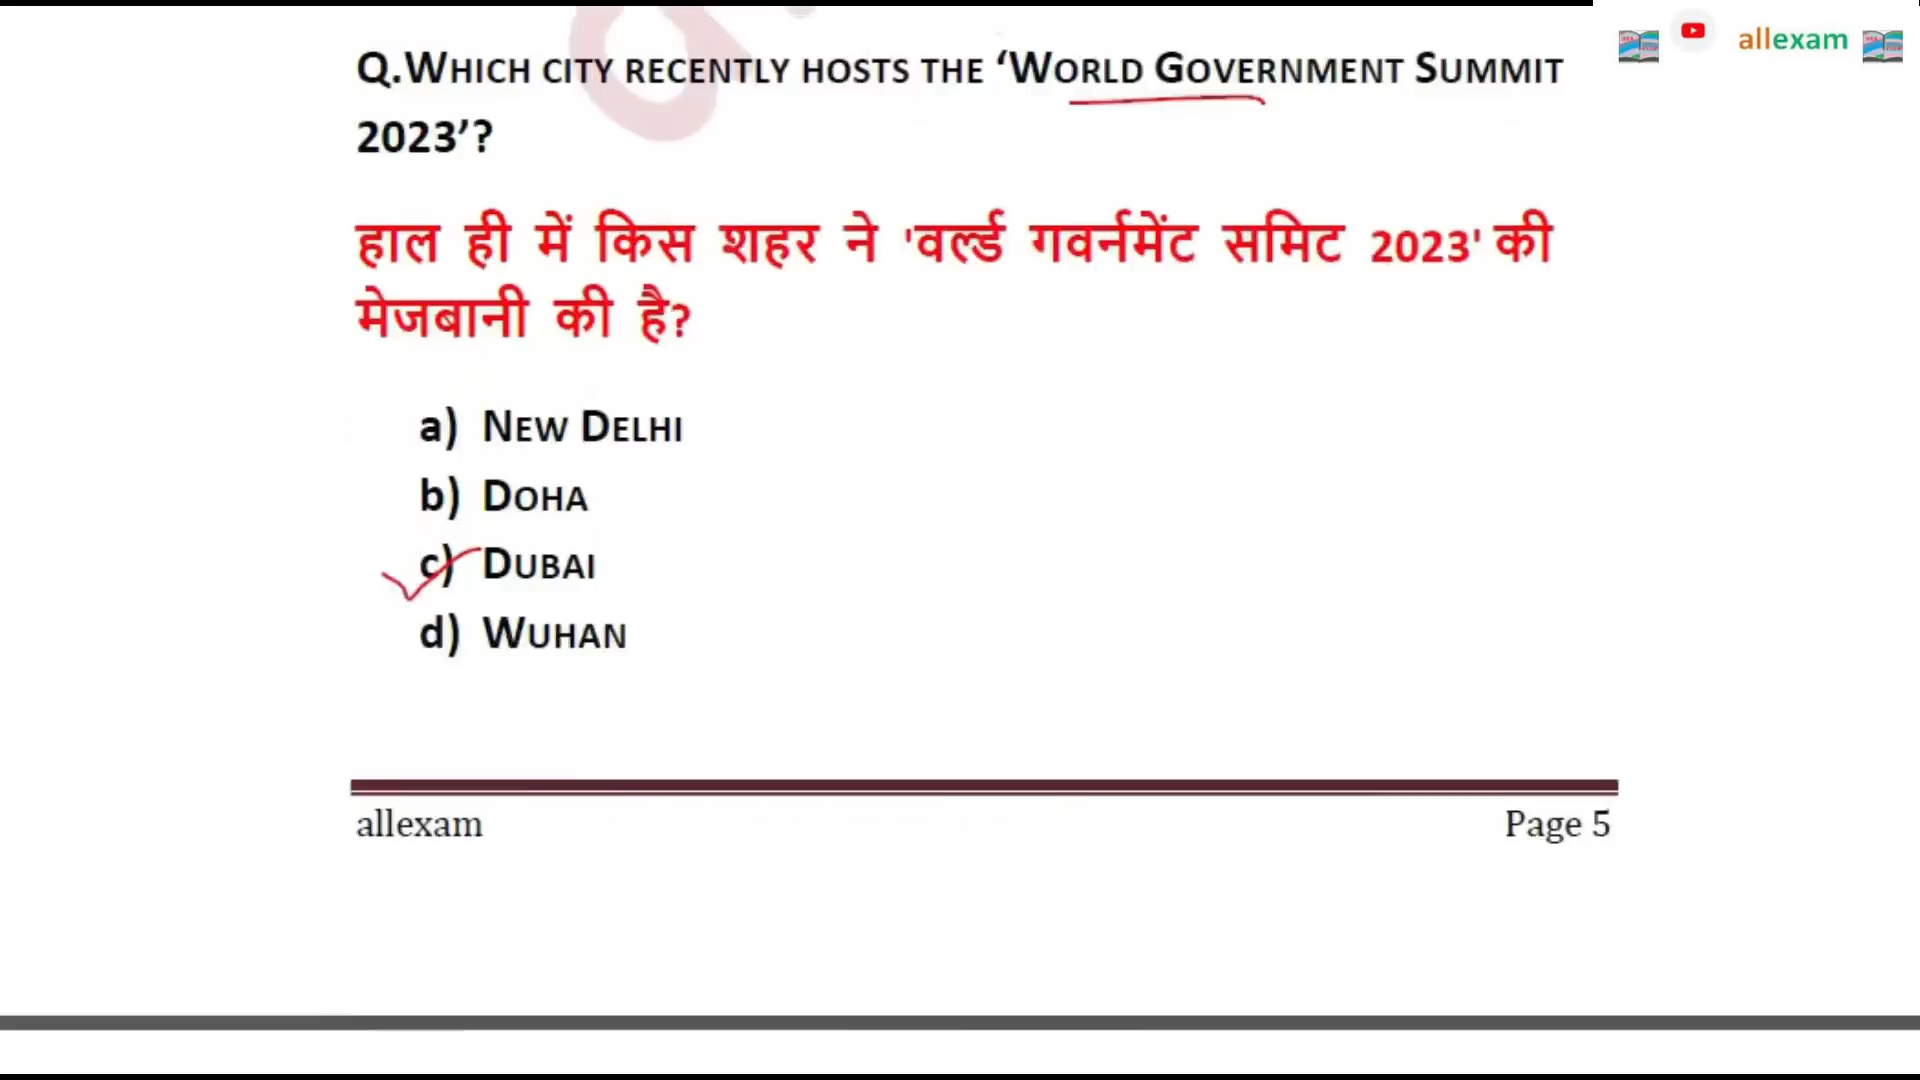 allexam
Q.WHICH CITY RECENTLY HOSTS THE ‘WORLD GOVERNMENT SUMMIT
2023’?
हाल ही में किस शहर ने 'वर्ल्ड गवर्नमेंट समिट 2023' की
मेजबानी की है?
a) NEW DELHI
b) DOHA
c) DUBAI
d) WUHAN
allexam Page 5